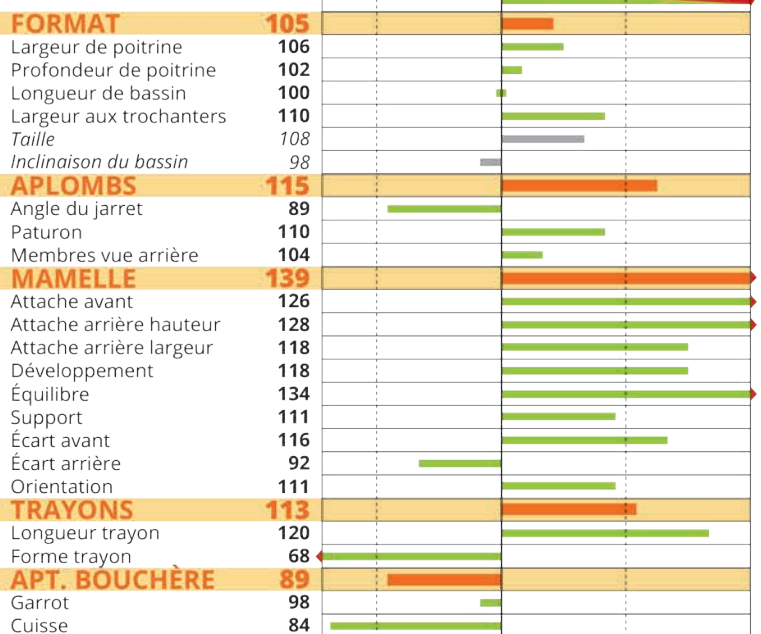 FORMAT 105
Largeur de poitrine 106
Profondeur de poitrine 102
Longueur de bassin 100
Largeur aux trochanters 110
Taille 108
Inclinaison du bassin 98
APLOMBS 115
Angle du jarret 89
Paturon 110
Membres vue arrière 104
MAMELLE 139
Attache avant 126
Attache arrière hauteur 128
Attache arrière largeur 118
Développement 118
Équilibre 134
Support 111
Écart avant 116
Écart arrière 92
Orientation 111
TRAYONS 113
Longueur trayon 120
Forme trayon 68
APT. BOUCHÈRE 89
Garrot 98
Cuisse 84